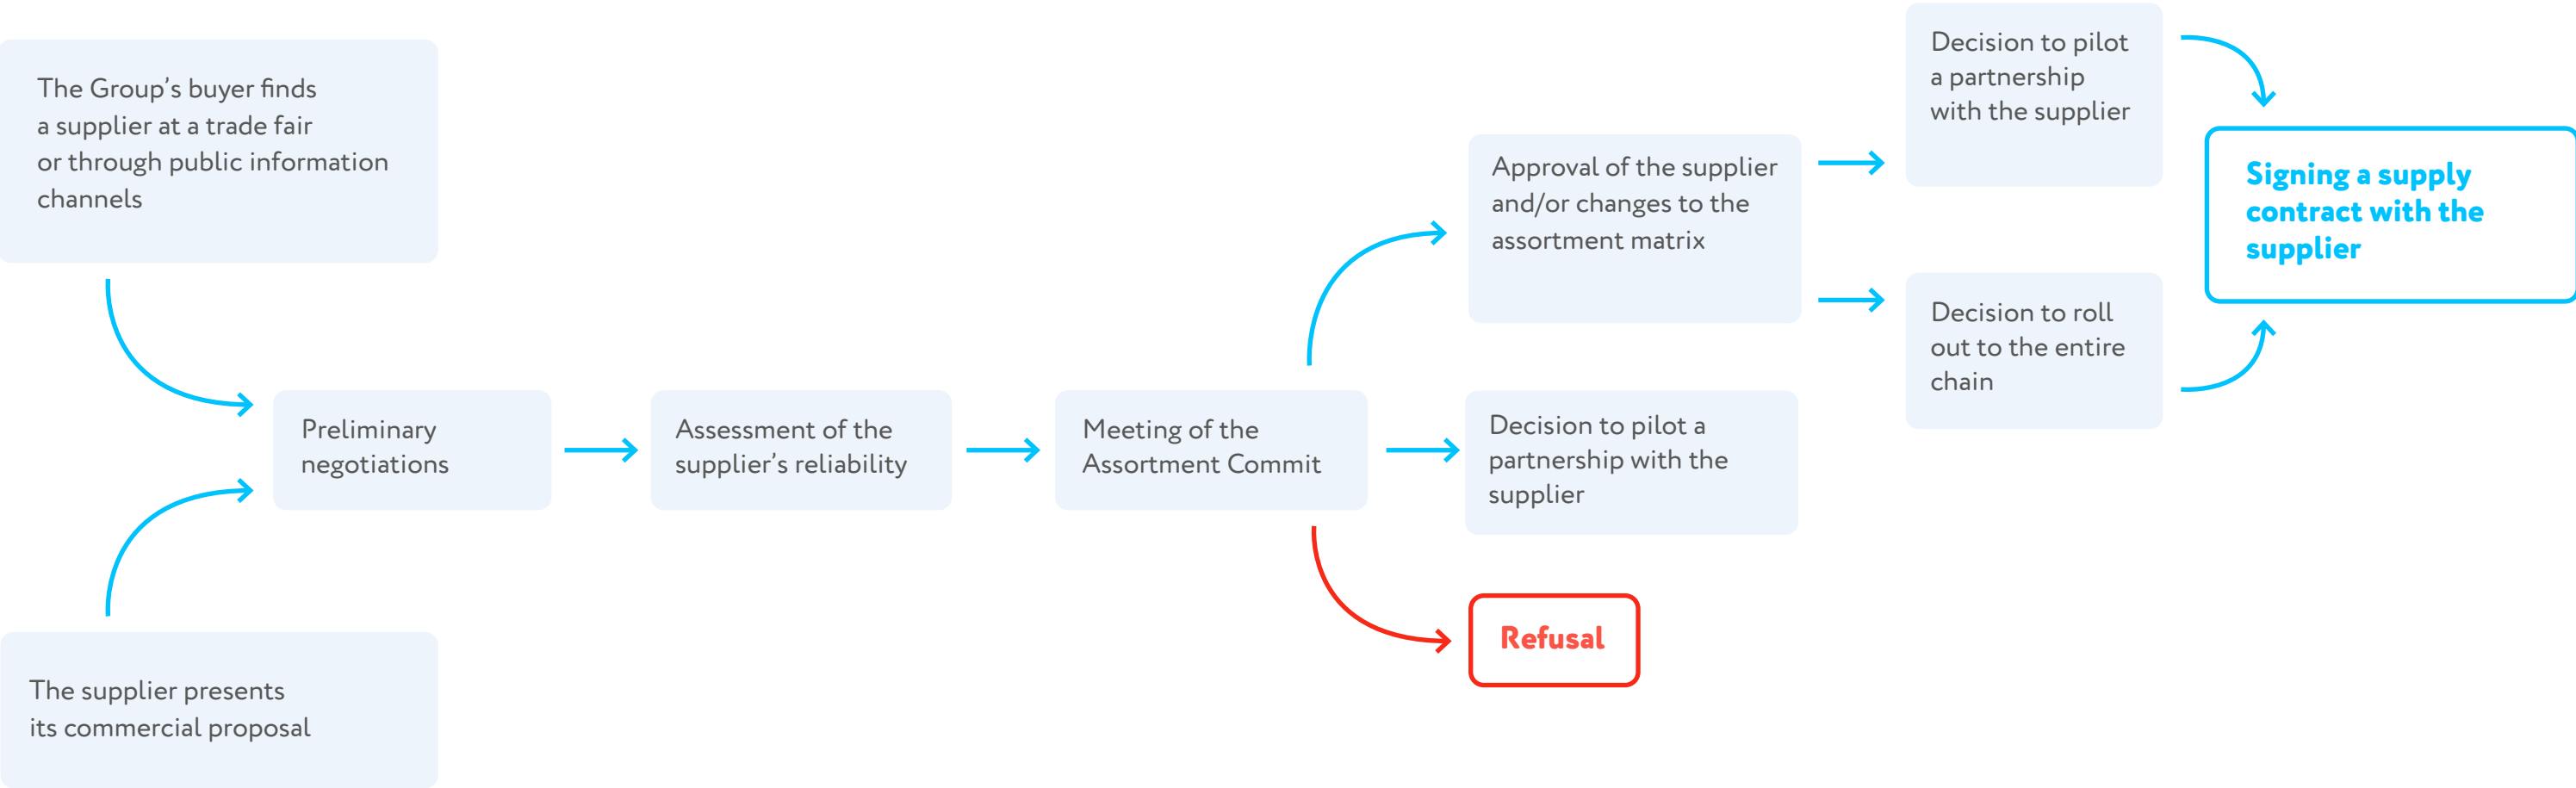 The Group’s buyer finds
a supplier at a trade fair
or through public information
channels
The supplier presents
its commercial proposal
Preliminary
negotiations
Assessment of the
supplier’s reliability
Meeting of the
Assortment Commit
Approval of the supplier
and/or changes to the
assortment matrix
Decision to pilot a
partnership with the
supplier
Refusal
Decision to pilot
a partnership
with the supplier
Decision to roll
out to the entire
chain
Signing a supply
contract with the
supplier